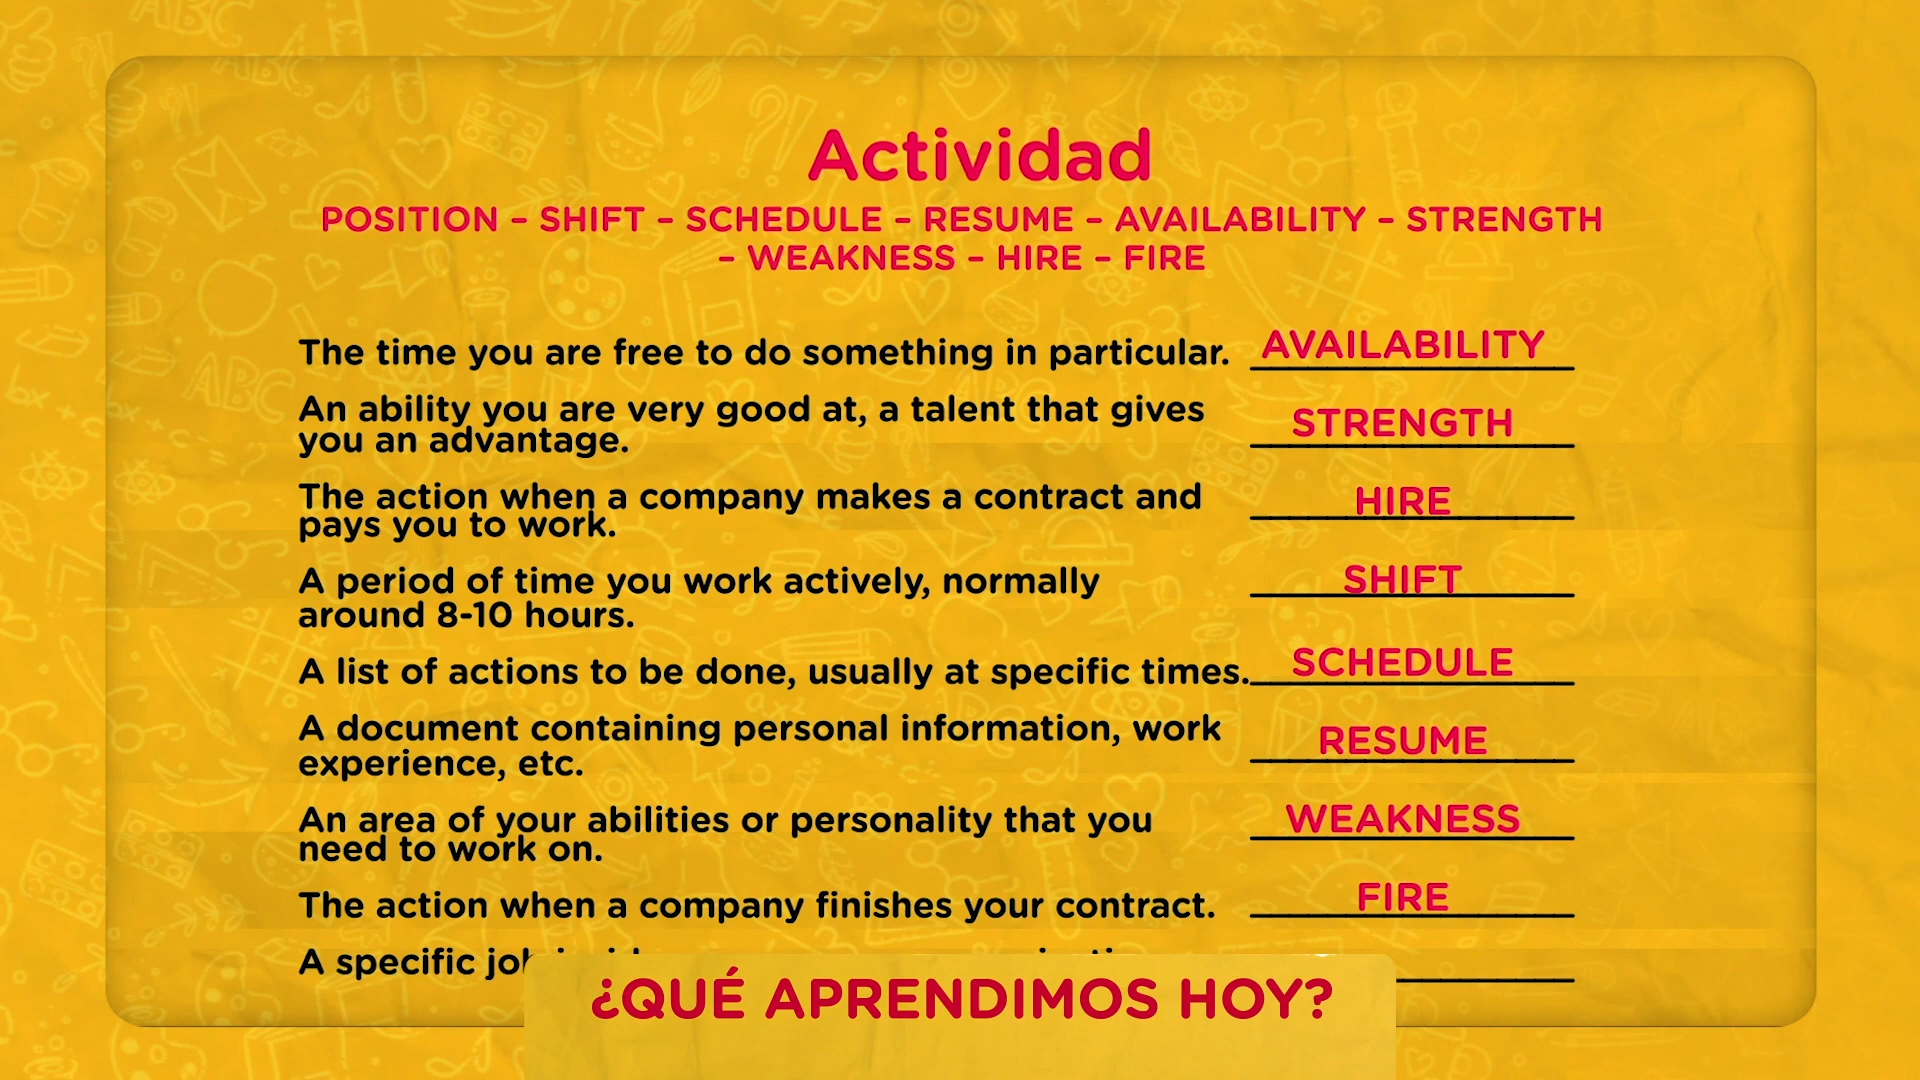 Actividad
POSITION – SHIFT – SCHEDULE – RESUME – AVAILABILITY – STRENGTH
– WEAKNESS – HIRE – FIRE
The time you are free to do something in particular. AVAILABILITY
An ability you are very good at, a talent that gives
you an advantage. STRENGTH
The action when a company makes a contract and
pays you to work. HIRE
A period of time you work actively, normally
around 8-10 hours. SHIFT
A list of actions to be done, usually at specific times. SCHEDULE
A document containing personal information, work
experience, etc. RESUME
An area of your abilities or personality that you
need to work on. WEAKNESS
The action when a company finishes your contract. FIRE
A specific
¿QUÉ APRENDIMOS HOY?